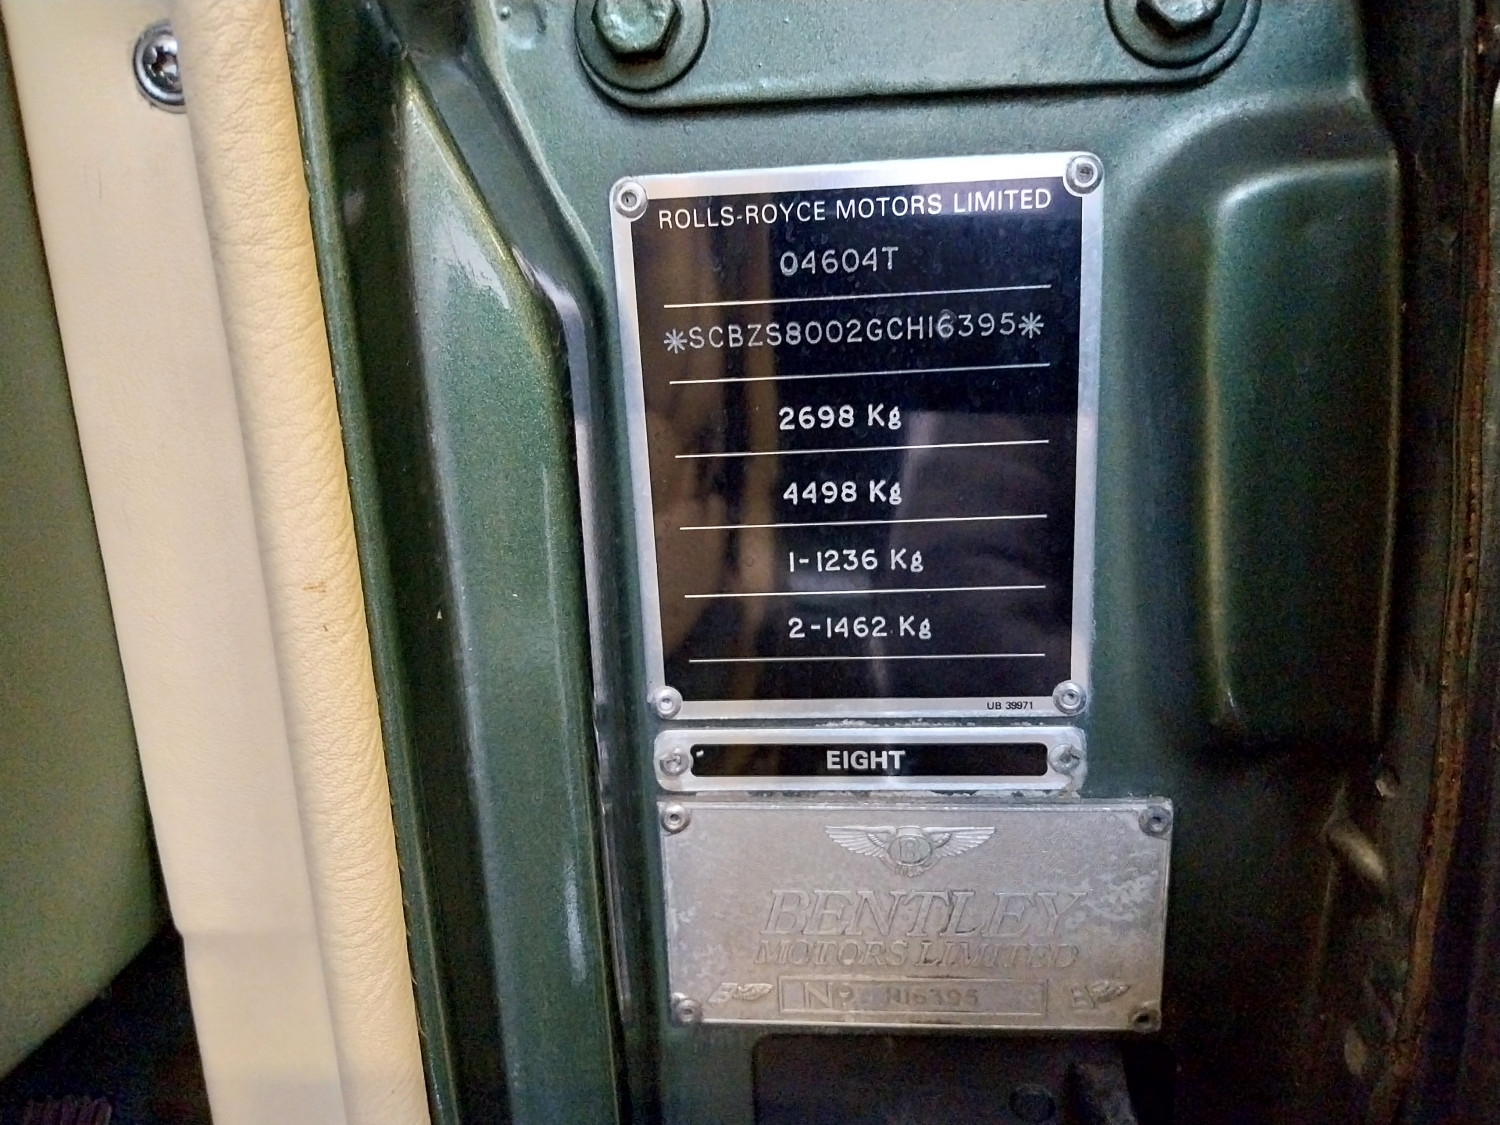 ROLLS-ROYCE MOTORS LIMITED
04604T
*SCBZS8002GCH16395*
2698 Kg
4498 Kg
1-1236 Kg
2-1462 Kg
UB 39971
EIGHT
B
BENTLEY
MOTORS LIMITED
B
No. H16395
B